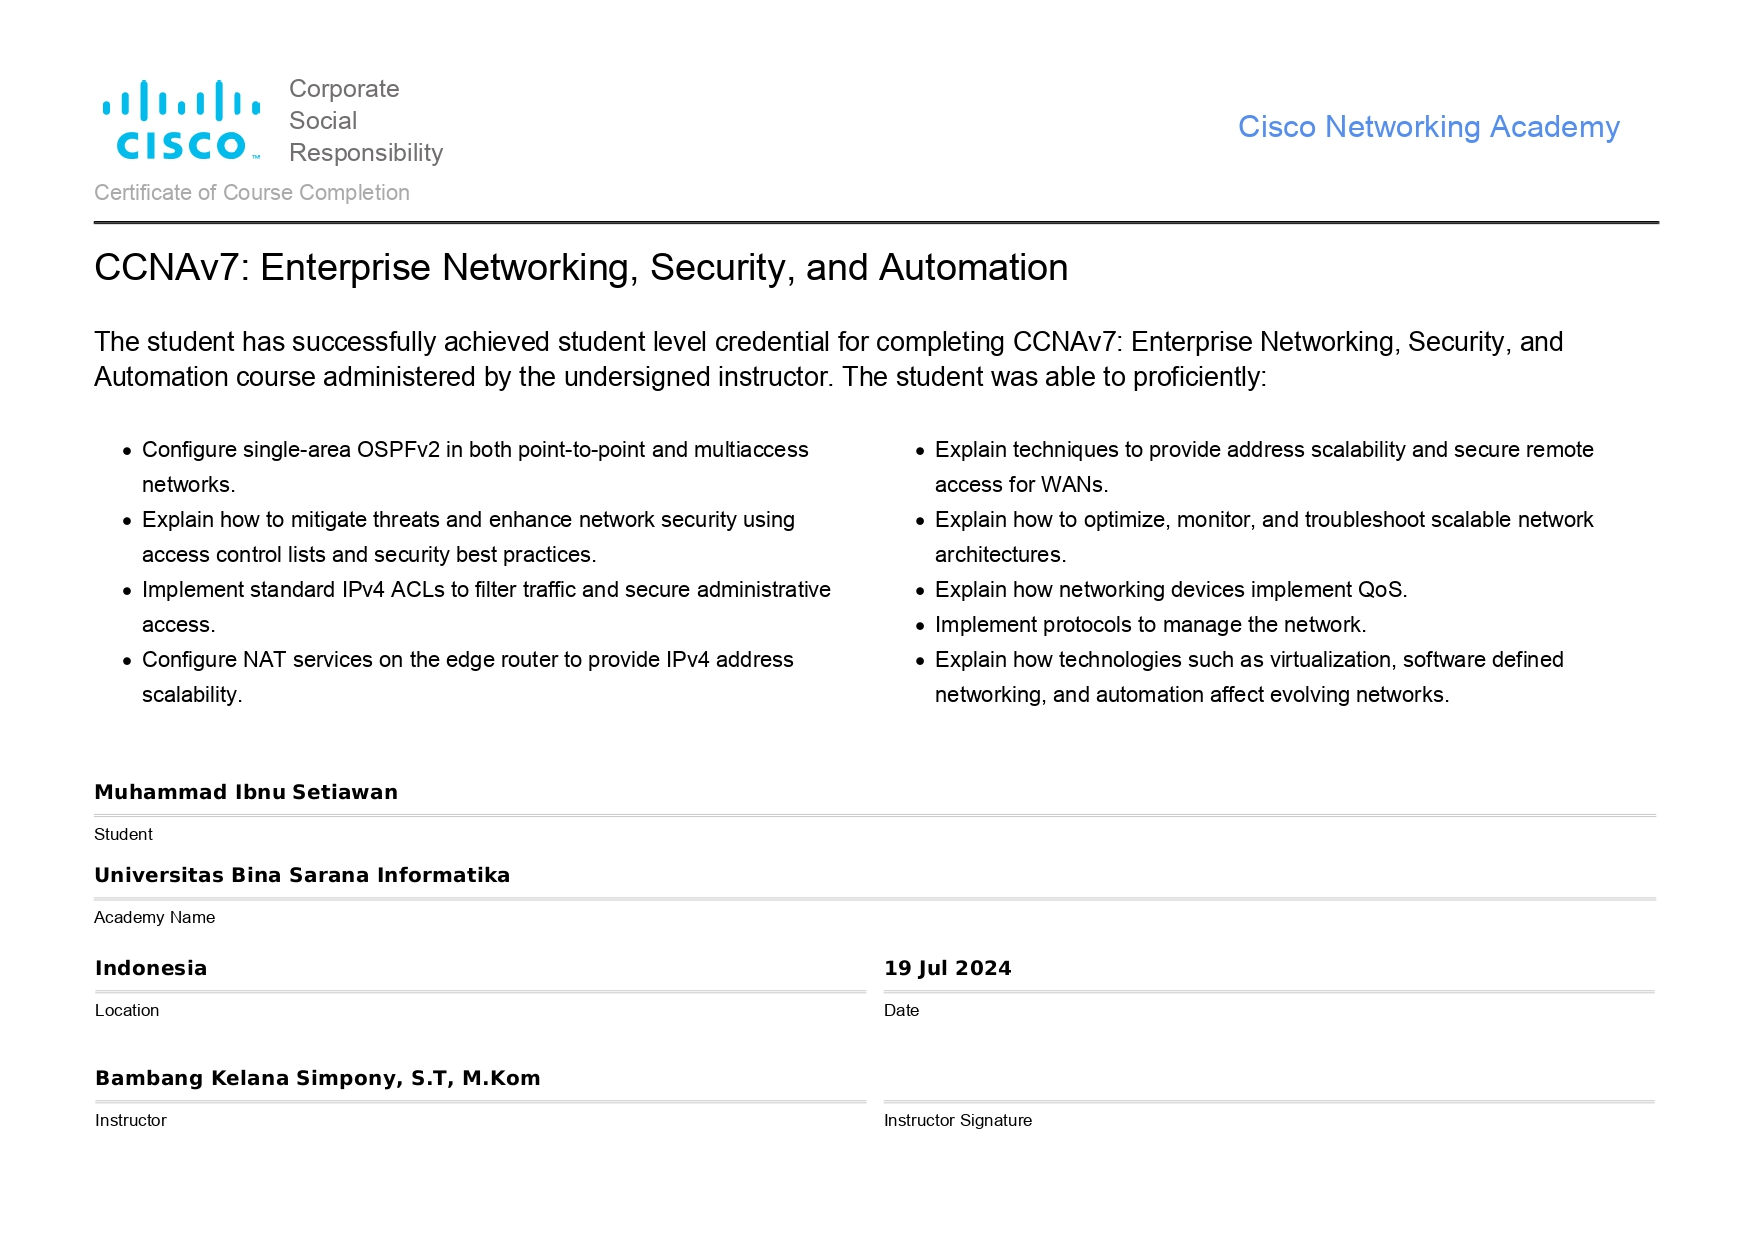 CISCO™
Corporate
Social
Responsibility
Cisco Networking Academy
Certificate of Course Completion
CCNAv7: Enterprise Networking, Security, and Automation
The student has successfully achieved student level credential for completing CCNAv7: Enterprise Networking, Security, and
Automation course administered by the undersigned instructor. The student was able to proficiently:
• Configure single-area OSPFv2 in both point-to-point and multiaccess
networks.
• Explain how to mitigate threats and enhance network security using
access control lists and security best practices.
• Implement standard IPv4 ACLs to filter traffic and secure administrative
access.
• Configure NAT services on the edge router to provide IPv4 address
scalability.
• Explain techniques to provide address scalability and secure remote
access for WANs.
• Explain how to optimize, monitor, and troubleshoot scalable network
architectures.
• Explain how networking devices implement QoS.
• Implement protocols to manage the network.
• Explain how technologies such as virtualization, software defined
networking, and automation affect evolving networks.
Muhammad Ibnu Setiawan
Student
Universitas Bina Sarana Informatika
Academy Name
Indonesia
Location
19 Jul 2024
Date
Bambang Kelana Simpony, S.T, M.Kom
Instructor
Instructor Signature